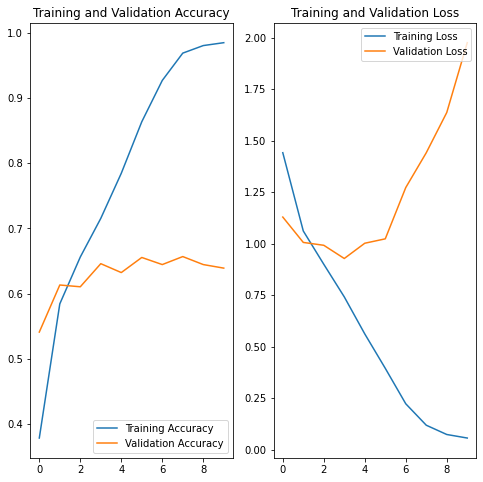 Training and Validation Accuracy
1.0
0.9
0.8
0.7
0.6
0.5
0.4
0 2 4 6 8
Training Accuracy
Validation Accuracy
Training and Validation Loss
2.00
1.75
1.50
1.25
1.00
0.75
0.50
0.25
0.00
0 2 4 6 8
Training Loss
Validation Loss